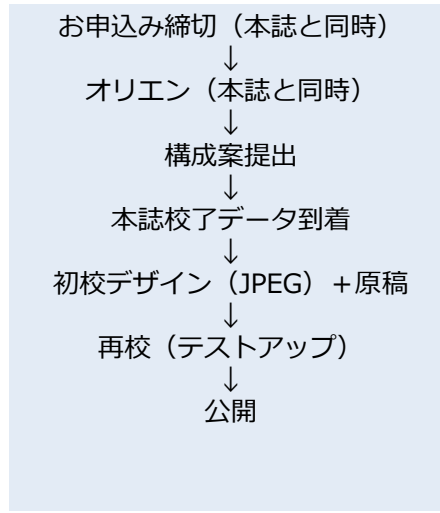 お申込み締切（本誌と同時）
↓
オリエン（本誌と同時）
↓
構成案提出
↓
本誌校了データ到着
↓
初校デザイン（JPEG）＋原稿
↓
再校（テストアップ）
↓
公開